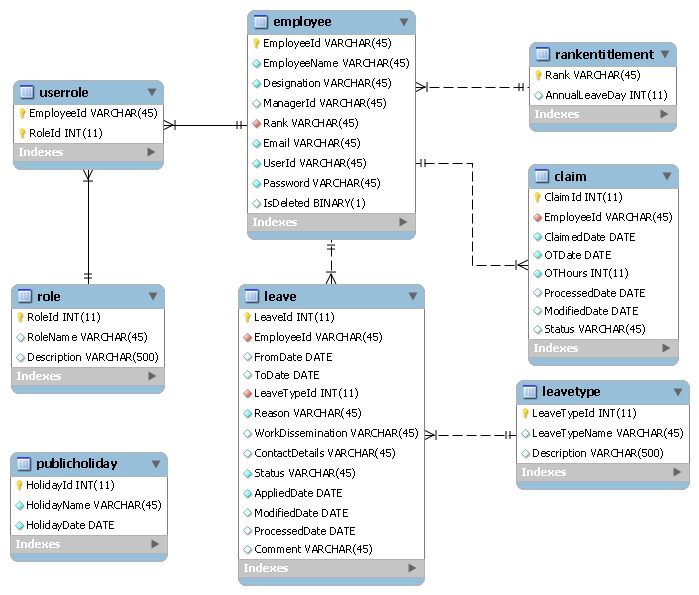 employee
EmployeeId VARCHAR(45)
EmployeeName VARCHAR(45)
Designation VARCHAR(45)
ManagerId VARCHAR(45)
Rank VARCHAR(45)
Email VARCHAR(45)
UserId VARCHAR(45)
Password VARCHAR(45)
IsDeleted BINARY(1)
Indexes
rankentitlement
Rank VARCHAR(45)
AnnualLeaveDay INT(11)
Indexes
userrole
EmployeeId VARCHAR(45)
RoleId INT(11)
Indexes
claim
ClaimId INT(11)
EmployeeId VARCHAR(45)
ClaimedDate DATE
OTDate DATE
OTHours INT(11)
ProcessedDate DATE
ModifiedDate DATE
Status VARCHAR(45)
Indexes
role
RoleId INT(11)
RoleName VARCHAR(45)
Description VARCHAR(500)
Indexes
leave
LeaveId INT(11)
EmployeeId VARCHAR(45)
FromDate DATE
ToDate DATE
LeaveTypeId INT(11)
Reason VARCHAR(45)
WorkDissemination VARCHAR(45)
ContactDetails VARCHAR(45)
Status VARCHAR(45)
AppliedDate DATE
ModifiedDate DATE
ProcessedDate DATE
Comment VARCHAR(45)
Indexes
leavetype
LeaveTypeId INT(11)
LeaveTypeName VARCHAR(45)
Description VARCHAR(500)
Indexes
publicholiday
HolidayId INT(11)
HolidayName VARCHAR(45)
HolidayDate DATE
Indexes